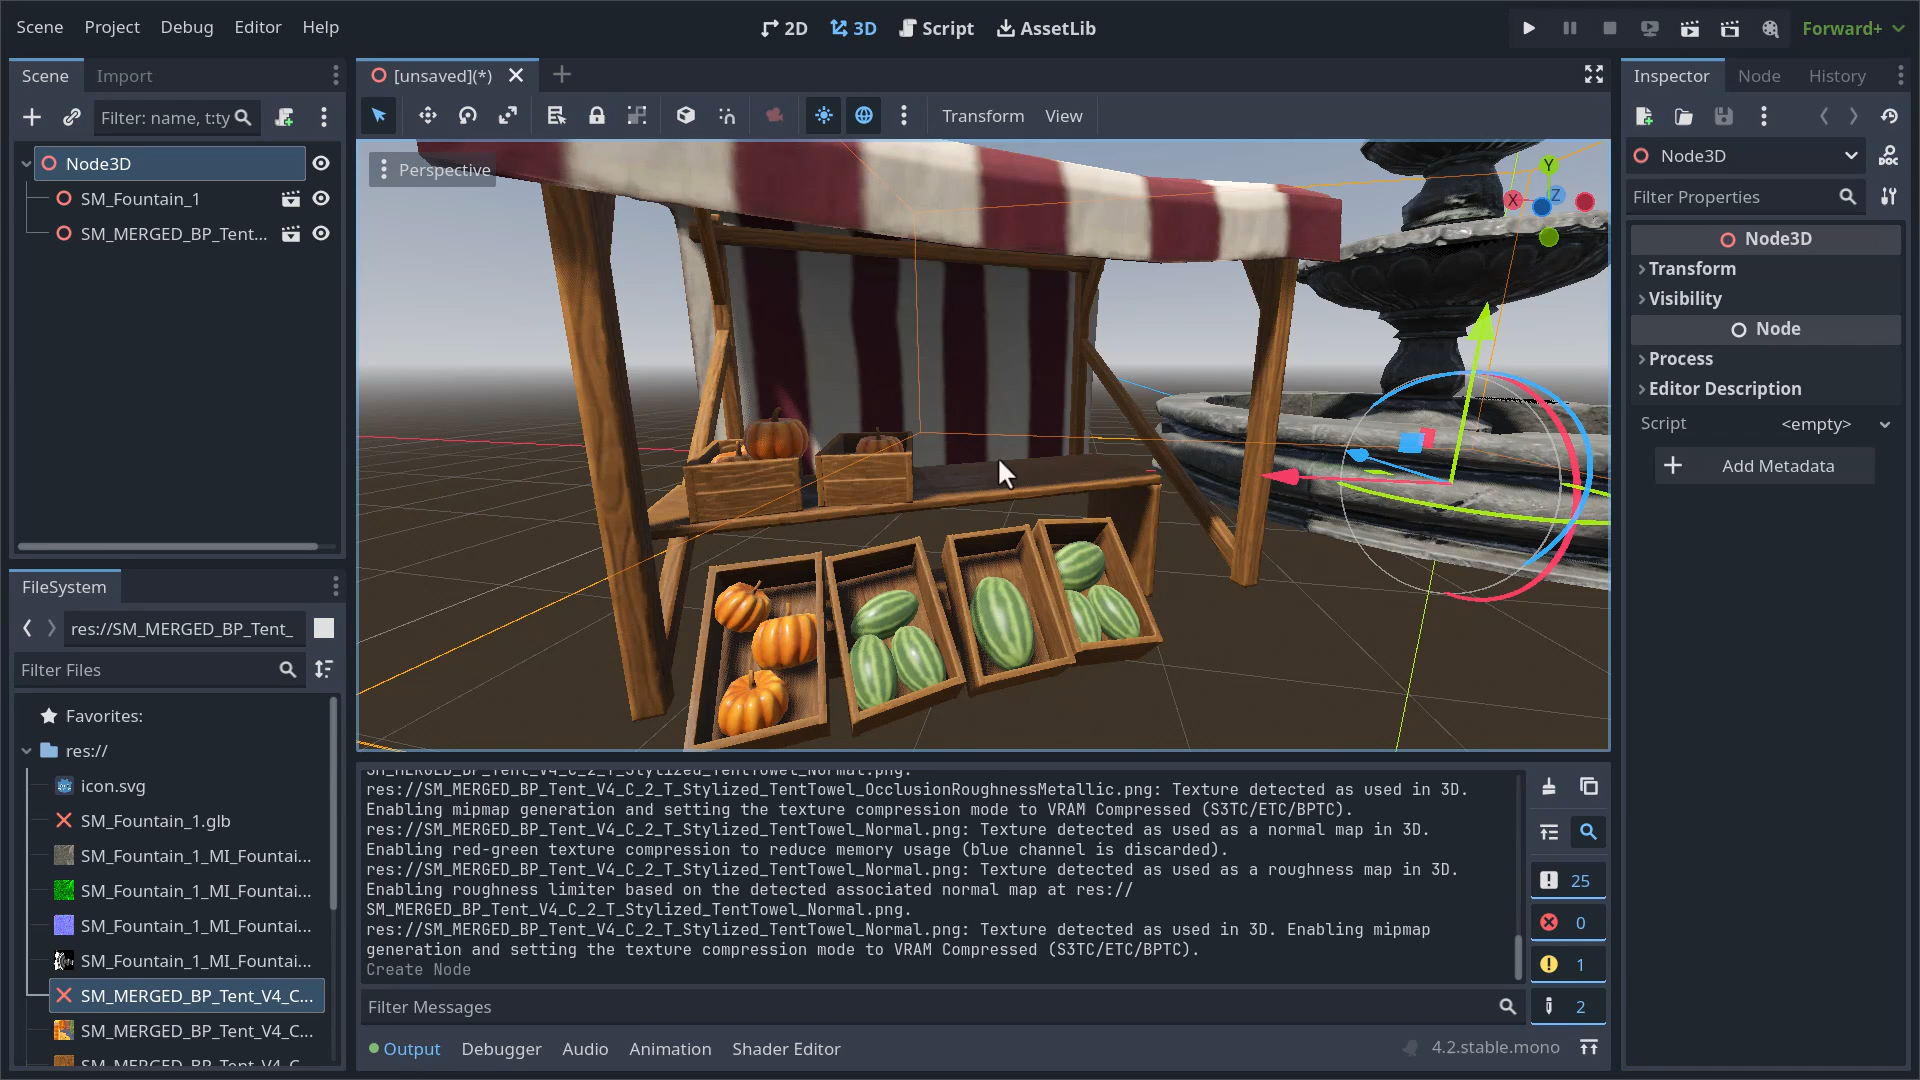 Scene Project Debug Editor Help
2D 3D Script AssetLib
Forward+
Scene Import
Filter: name, t:ty
Node3D
SM_Fountain_1
SM_MERGED_BP_Tent...
FileSystem
res://SM_MERGED_BP_Tent_
Filter Files
Favorites:
res://
icon.svg
SM_Fountain_1.glb
SM_Fountain_1_MI_Fountai...
SM_Fountain_1_MI_Fountai...
SM_Fountain_1_MI_Fountai...
SM_Fountain_1_MI_Fountai...
SM_MERGED_BP_Tent_V4_C...
SM_MERGED_BP_Tent_V4_C...
SM_MERGED_BP_Tent_V4_C...
[unsaved](*)
Transform View
Perspective
Y
X Z
SM_MERGED_BP_Tent_V4_C_2_T_Stylized_TentTowel_Normal.png.
res://SM_MERGED_BP_Tent_V4_C_2_T_Stylized_TentTowel_OcclusionRoughnessMetallic.png: Texture detected as used in 3D.
Enabling mipmap generation and setting the texture compression mode to VRAM Compressed (S3TC/ETC/BPTC).
res://SM_MERGED_BP_Tent_V4_C_2_T_Stylized_TentTowel_Normal.png: Texture detected as used as a normal map in 3D.
Enabling red-green texture compression to reduce memory usage (blue channel is discarded).
res://SM_MERGED_BP_Tent_V4_C_2_T_Stylized_TentTowel_Normal.png: Texture detected as used as a roughness map in 3D.
Enabling roughness limiter based on the detected associated normal map at res://
SM_MERGED_BP_Tent_V4_C_2_T_Stylized_TentTowel_Normal.png.
res://SM_MERGED_BP_Tent_V4_C_2_T_Stylized_TentTowel_Normal.png: Texture detected as used in 3D. Enabling mipmap
generation and setting the texture compression mode to VRAM Compressed (S3TC/ETC/BPTC).
Create Node
Filter Messages
25
0
1
2
Output Debugger Audio Animation Shader Editor
4.2.stable.mono
Inspector Node History
Node3D
Filter Properties
Node3D
Transform
Visibility
Node
Process
Editor Description
Script <empty>
Add Metadata